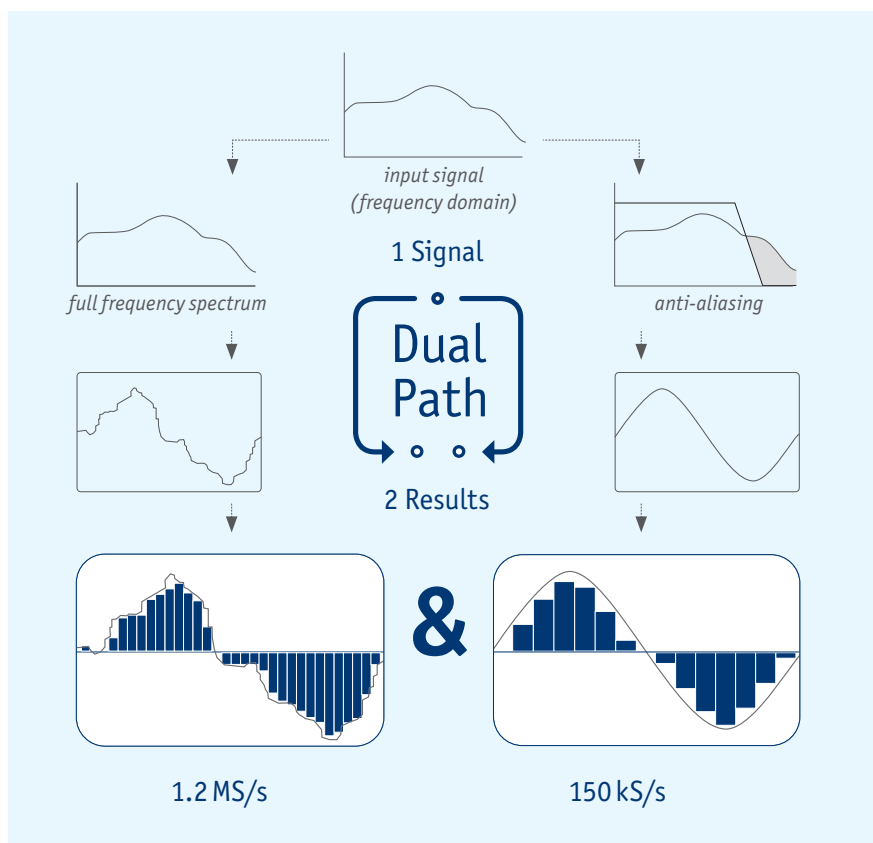 input signal
(frequency domain)
1 Signal
full frequency spectrum
anti-aliasing
Dual
Path
2 Results
&
1.2 MS/s
150 kS/s